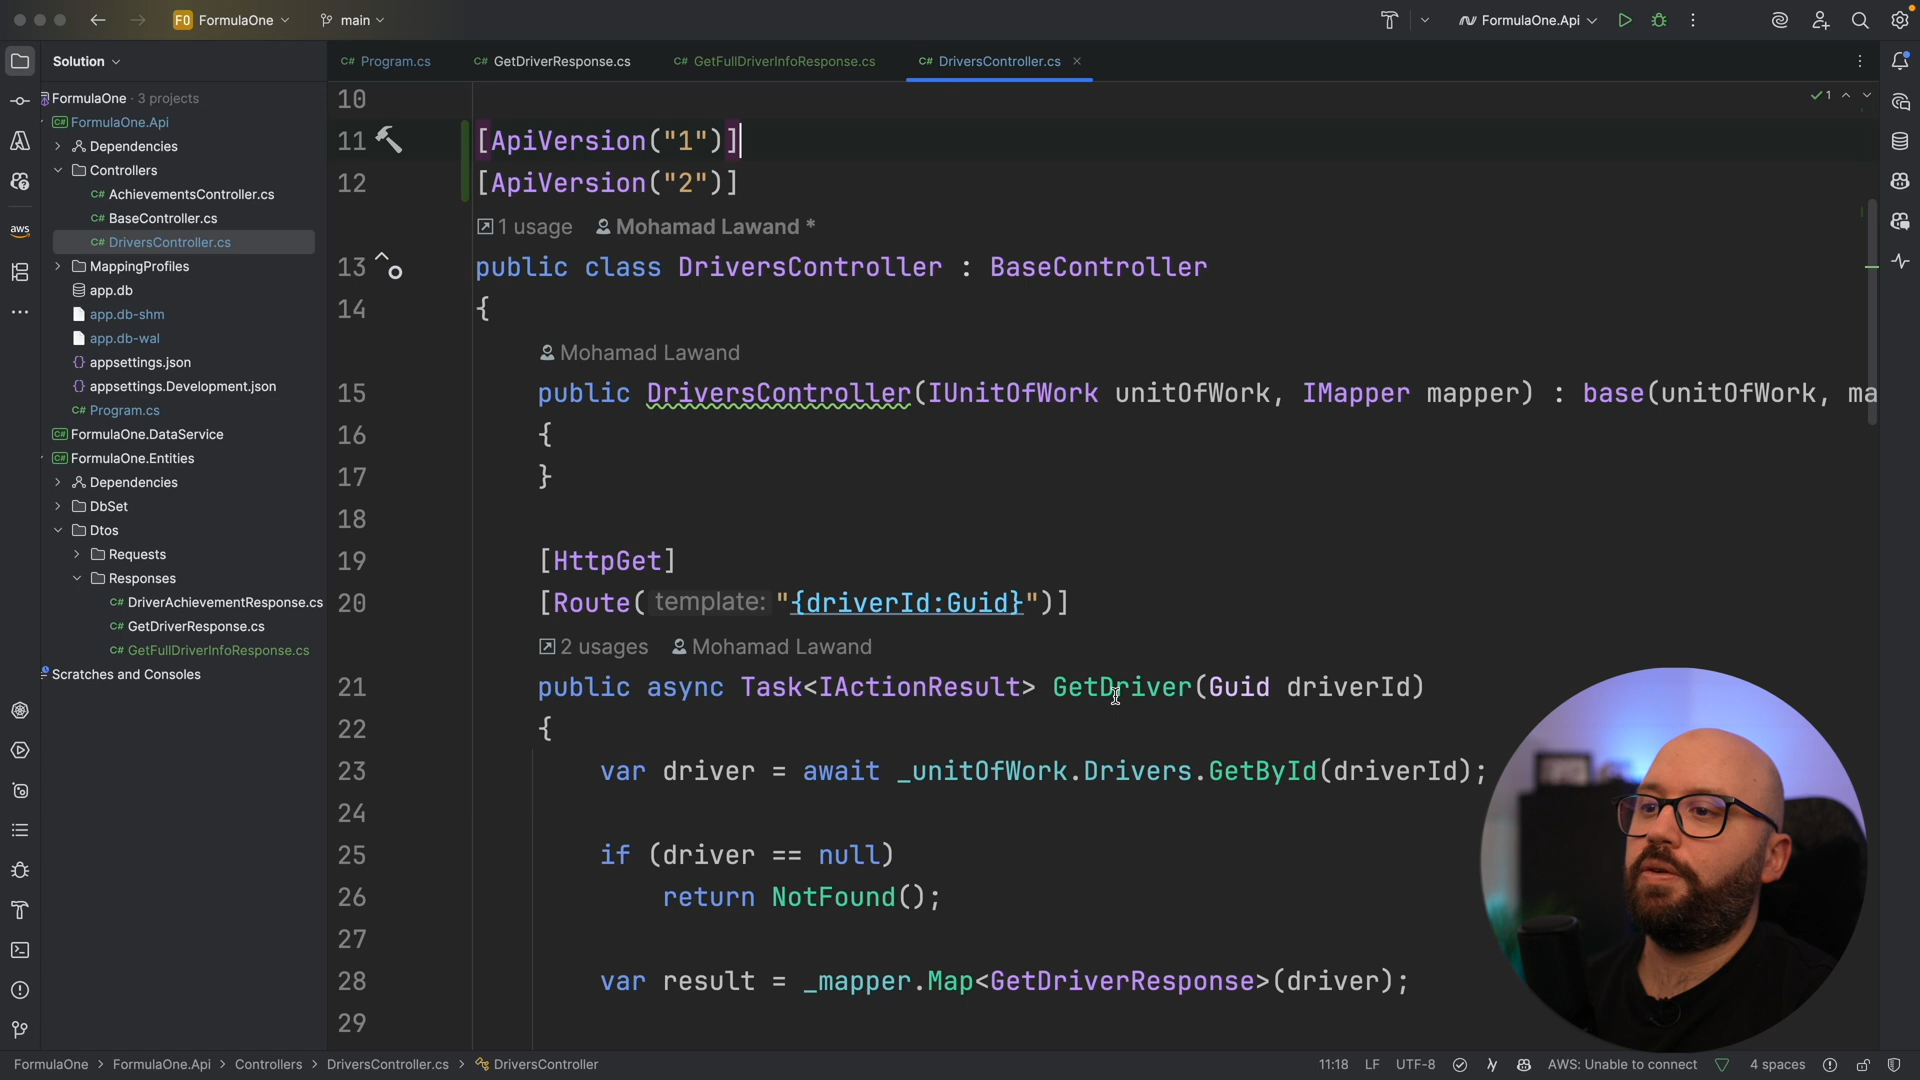 F0 FormulaOne main FormulaOne.Api
Solution
Program.cs GetDriverResponse.cs GetFullDriverInfoResponse.cs DriversController.cs
FormulaOne · 3 projects
FormulaOne.Api
Dependencies
Controllers
C# AchievementsController.cs
C# BaseController.cs
C# DriversController.cs
MappingProfiles
app.db
app.db-shm
app.db-wal
appsettings.json
appsettings.Development.json
C# Program.cs
FormulaOne.DataService
FormulaOne.Entities
Dependencies
DbSet
Dtos
Requests
Responses
C# DriverAchievementResponse.cs
C# GetDriverResponse.cs
C# GetFullDriverInfoResponse.cs
Scratches and Consoles
aws
1
10
11 [ApiVersion("1")]
12 [ApiVersion("2")]
1 usage Mohamad Lawand *
13 public class DriversController : BaseController
14 {
Mohamad Lawand
15 public DriversController(IUnitOfWork unitOfWork, IMapper mapper) : base(unitOfWork, ma
16 {
17 }
18
19 [HttpGet]
20 [Route( template: "{driverId:Guid}")]
2 usages Mohamad Lawand
21 public async Task<IActionResult> GetDriver(Guid driverId)
22 {
23 var driver = await _unitOfWork.Drivers.GetById(driverId);
24
25 if (driver == null)
26 return NotFound();
27
28 var result = _mapper.Map<GetDriverResponse>(driver);
29
FormulaOne > FormulaOne.Api > Controllers > DriversController.cs > DriversController 11:18 LF UTF-8 AWS: Unable to connect 4 spaces